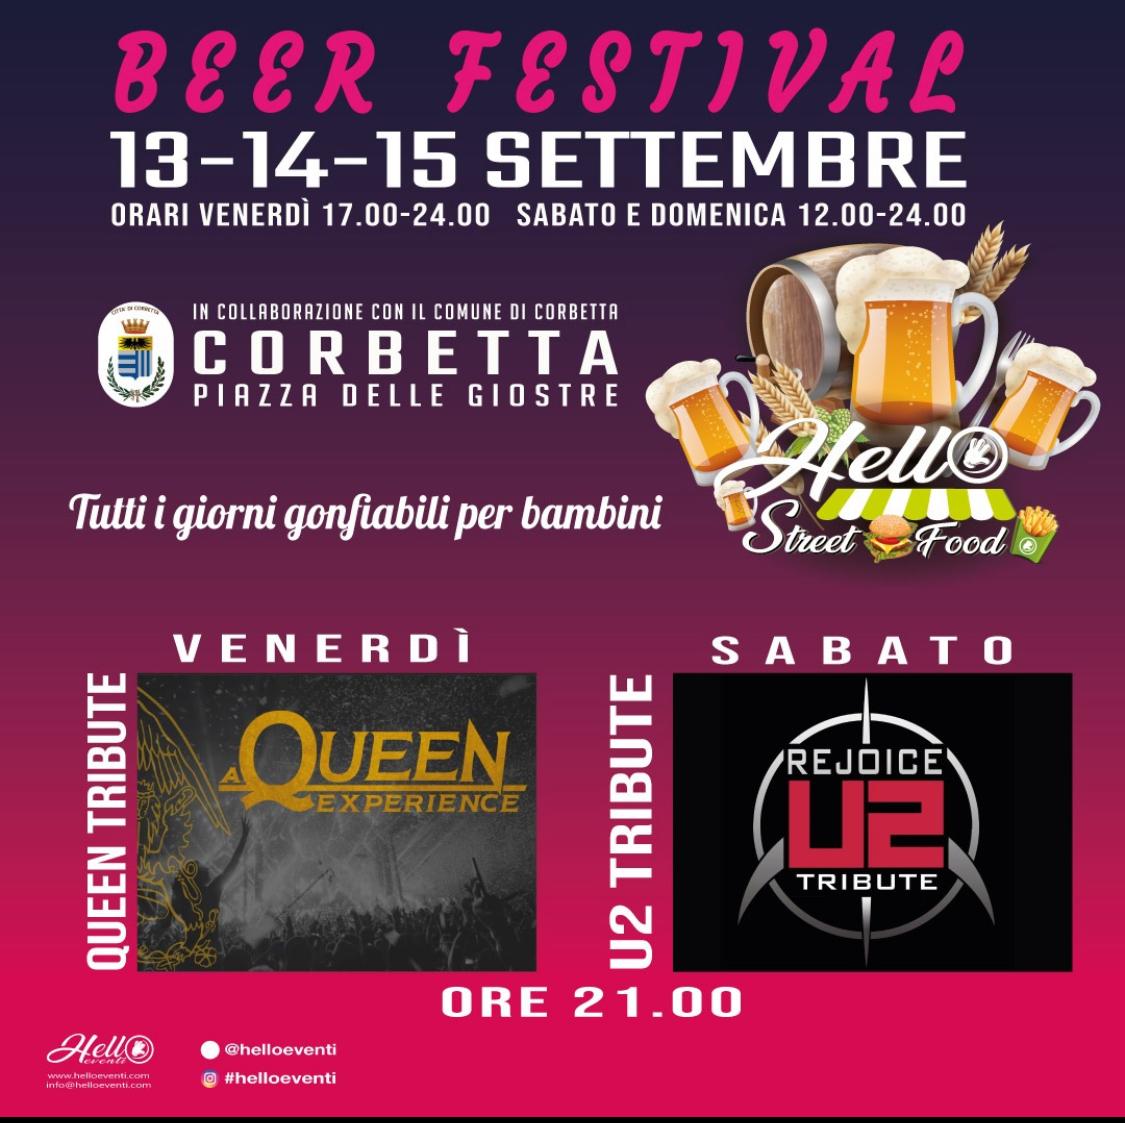 BEER FESTIVAL
13-14-15 SETTEMBRE
ORARI VENERDÌ 17.00-24.00 SABATO E DOMENICA 12.00-24.00
CITTÀ DI CORBETTA
IN COLLABORAZIONE CON IL COMUNE DI CORBETTA
CORBETTA
PIAZZA DELLE GIOSTRE
Hello
Street Food
Tutti i giorni gonfiabili per bambini
VENERDÌ
QUEEN TRIBUTE
A QUEEN
EXPERIENCE
SABATO
U2 TRIBUTE
REJOICE
U2
TRIBUTE
ORE 21.00
Hello
eventi
www.helloeventi.com
info@helloeventi.com
@helloeventi
#helloeventi